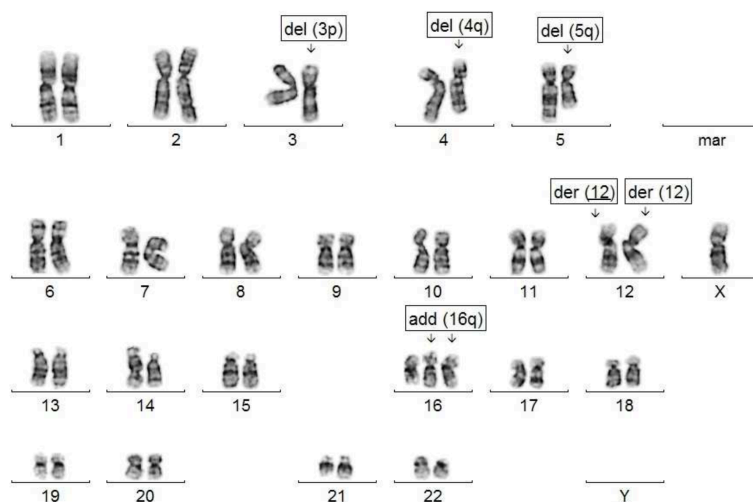 del (3p) del (4q) del (5q)
1 2 3 4 5 mar
der (12) der (12)
6 7 8 9 10 11 12 X
add (16q)
13 14 15 16 17 18
19 20 21 22 Y